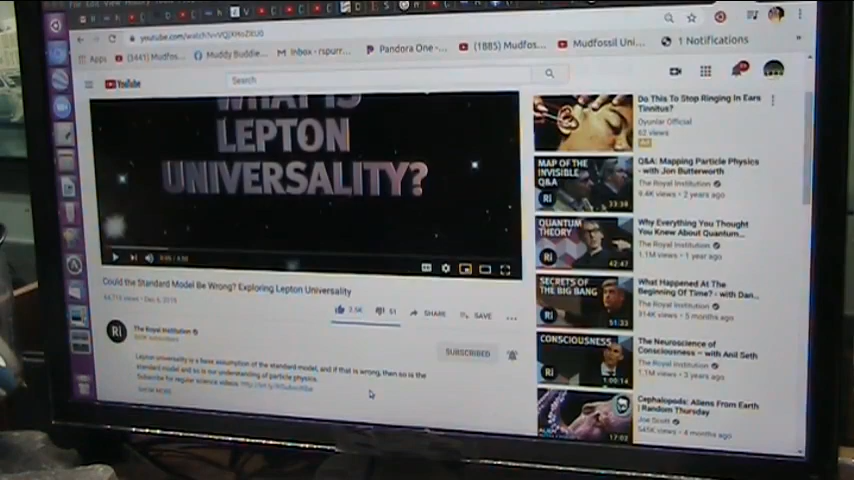 youtube.com/watch?v=
Apps
(3441) Mudfos...
Muddy Buddie...
Inbox - rspurr...
Pandora One -...
(1885) Mudfos...
Mudfossil Uni...
1 Notifications
YouTube
Search
WHAT IS
LEPTON
UNIVERSALITY?
Could the Standard Model Be Wrong? Exploring Lepton Universality
views - Dec 6, 2019
2.5K
51
SHARE
SAVE
Ri
The Royal Institution
SUBSCRIBED
Lepton universality is a base assumption of the standard model, and if that is wrong, then so is the
standard model and so is our understanding of particle physics.
Subscribe for regular science videos:
SHOW MORE
Do This To Stop Ringing In Ears
Tinnitus?
Oyunlar Official
62 views
Ad
MAP OF THE
INVISIBLE
Q&A
Ri
33:38
Q&A: Mapping Particle Physics
- with Jon Butterworth
The Royal Institution
9.4K views • 2 years ago
QUANTUM
THEORY
Ri
42:47
Why Everything You Thought
You Knew About Quantum...
The Royal Institution
1.1M views • 1 year ago
SECRETS OF
THE BIG BANG
Ri
51:33
What Happened At The
Beginning Of Time? - with Dan...
The Royal Institution
314K views • 5 months ago
CONSCIOUSNESS
Ri
1:00:14
The Neuroscience of
Consciousness – with Anil Seth
The Royal Institution
1.1M views • 3 years ago
17:02
Cephalopods: Aliens From Earth
| Random Thursday
Joe Scott
545K views • 4 months ago